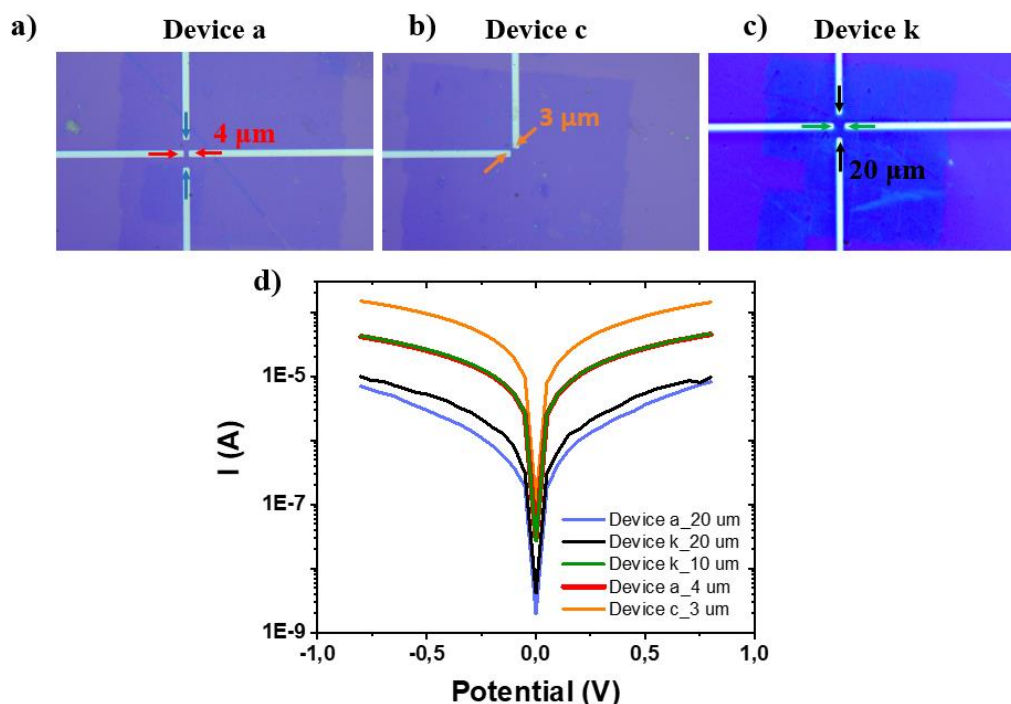 a) Device a
b) Device c
c) Device k
4 μm
3 μm
20 μm
d)
1E-5
1E-7
1E-9
I (A)
Device a_20 um
Device k_20 um
Device k_10 um
Device a_4 um
Device c_3 um
-1,0 -0,5 0,0 0,5 1,0
Potential (V)